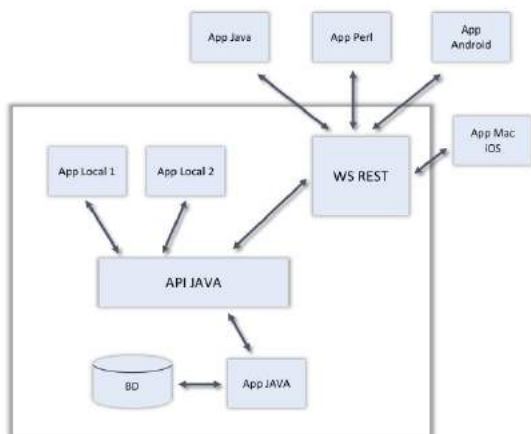 App Java
App Perl
App
Android
App Mac
iOS
WS REST
App Local 1
App Local 2
API JAVA
BD
App JAVA